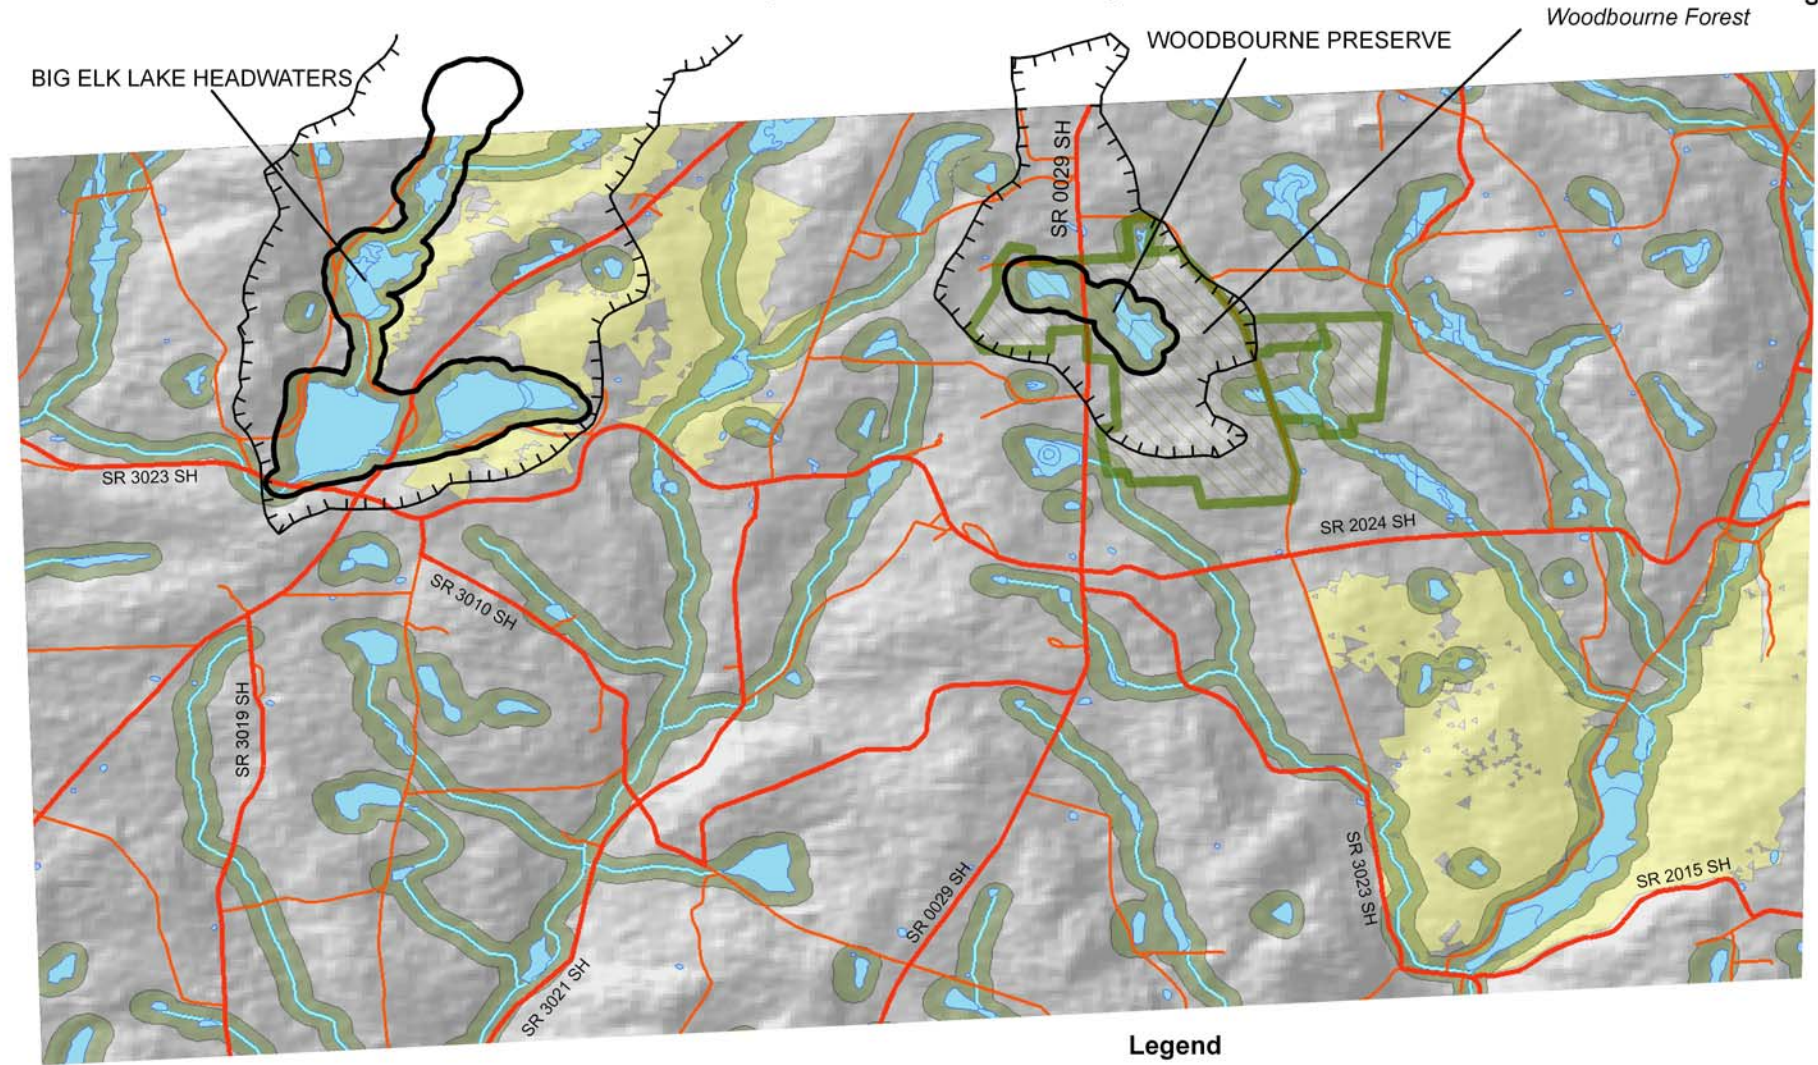 Woodbourne Forest
WOODBOURNE PRESERVE
BIG ELK LAKE HEADWATERS
SR 0029 SH
SR 3023 SH
SR 2024 SH
SR 3010 SH
SR 3019 SH
SR 0029 SH
SR 3023 SH
SR 2015 SH
SR 3021 SH
Legend